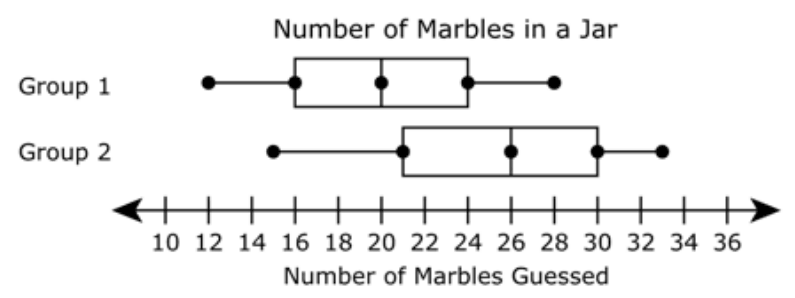 Number of Marbles in a Jar
Group 1
Group 2
10 12 14 16 18 20 22 24 26 28 30 32 34 36
Number of Marbles Guessed